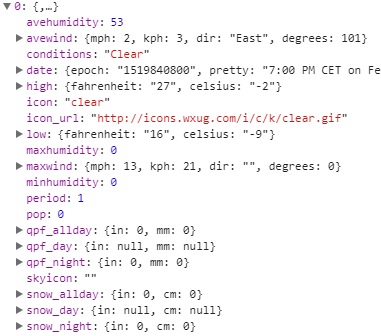 ▼ 0: {,…}
avehumidity: 53
▶ avewind: {mph: 2, kph: 3, dir: "East", degrees: 101}
conditions: "Clear"
▶ date: {epoch: "1519840800", pretty: "7:00 PM CET on Fe
▶ high: {fahrenheit: "27", celsius: "-2"}
icon: "clear"
icon_url: "http://icons.wxug.com/i/c/k/clear.gif"
▶ low: {fahrenheit: "16", celsius: "-9"}
maxhumidity: 0
▶ maxwind: {mph: 13, kph: 21, dir: "", degrees: 0}
minhumidity: 0
period: 1
pop: 0
▶ qpf_allday: {in: 0, mm: 0}
▶ qpf_day: {in: null, mm: null}
▶ qpf_night: {in: 0, mm: 0}
skyicon: ""
▶ snow_allday: {in: 0, cm: 0}
▶ snow_day: {in: null, cm: null}
▶ snow_night: {in: 0, cm: 0}